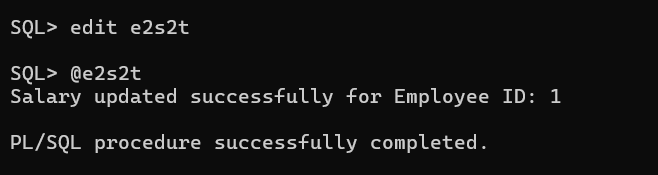 SQL> edit e2s2t
SQL> @e2s2t
Salary updated successfully for Employee ID: 1
PL/SQL procedure successfully completed.